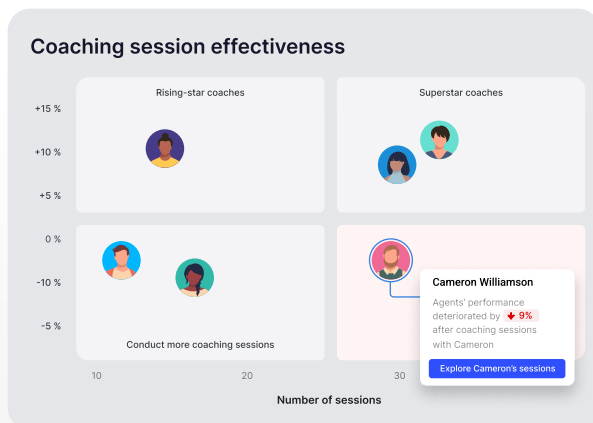 Coaching session effectiveness
Rising-star coaches
Superstar coaches
+15 %
+10 %
+5 %
0 %
-10 %
-5 %
Conduct more coaching sessions
Cameron Williamson
Agents' performance
deteriorated by 9%
after coaching sessions
with Cameron
Explore Cameron's sessions
10
20
30
Number of sessions